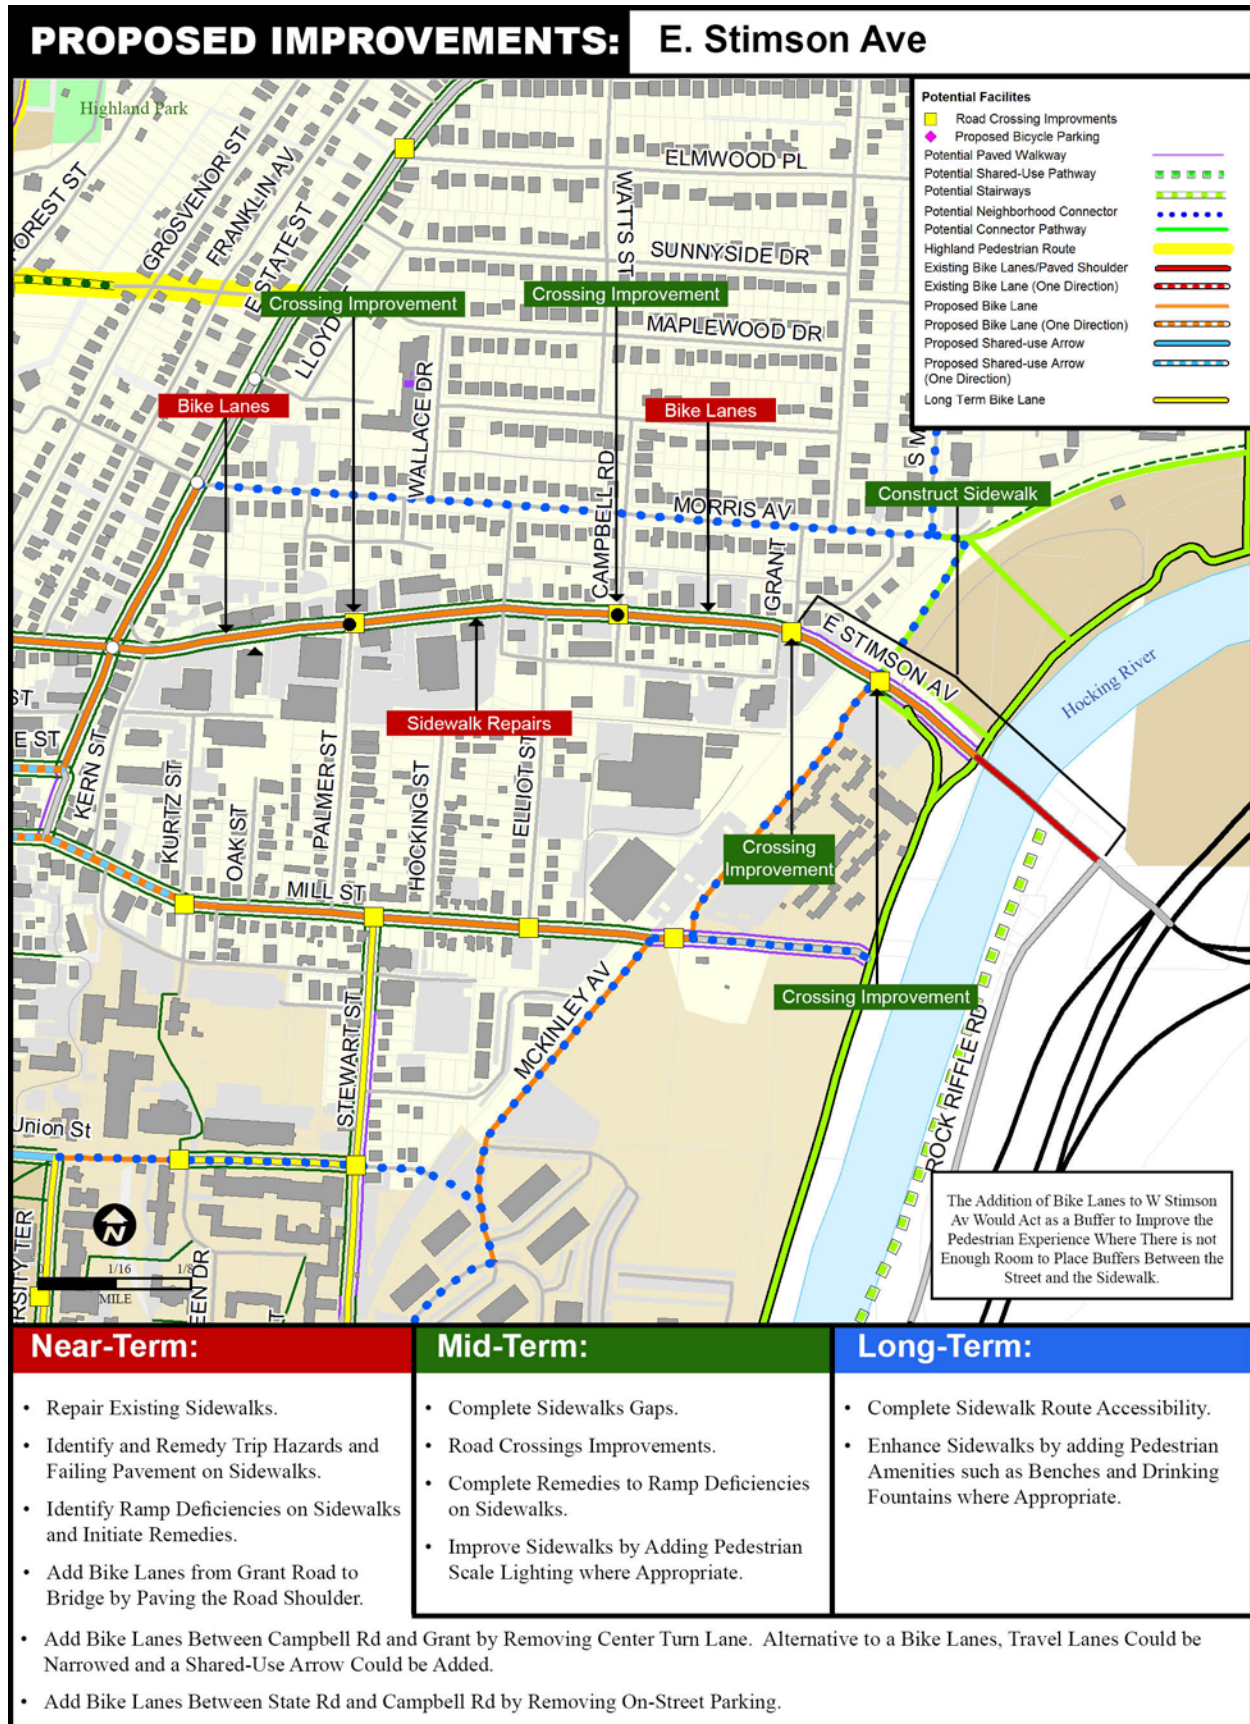 PROPOSED IMPROVEMENTS:
E. Stimson Ave
Potential Facilites
Road Crossing Improvments
Proposed Bicycle Parking
Potential Paved Walkway
Potential Shared-Use Pathway
Potential Stairways
Potential Neighborhood Connector
Potential Connector Pathway
Highland Pedestrian Route
Existing Bike Lanes/Paved Shoulder
Existing Bike Lane (One Direction)
Proposed Bike Lane
Proposed Bike Lane (One Direction)
Proposed Shared-use Arrow
Proposed Shared-use Arrow
(One Direction)
Long Term Bike Lane
Highland Park
FOREST ST
GROSVENOR ST
FRANKLIN AV
E STATE ST
LLOYD
ELMWOOD PL
WATTS ST
SUNNYSIDE DR
MAPLEWOOD DR
Crossing Improvement
Crossing Improvement
Bike Lanes
Bike Lanes
WALLACE DR
CAMPBELL RD
MORRIS AV
S M
GRANT
Construct Sidewalk
E STIMSON AV
Hocking River
Sidewalk Repairs
ST
E ST
KERN ST
KURTZ ST
OAK ST
PALMER ST
HOCKING ST
ELLIOT ST
MILL ST
Crossing
Improvement
Crossing Improvement
STEWART ST
MCKINLEY AV
ROCK RIFFLE RD
Union St
N
1/16
1/8
MILE
RSITY TER
EEN DR
ST
The Addition of Bike Lanes to W Stimson
Av Would Act as a Buffer to Improve the
Pedestrian Experience Where There is not
Enough Room to Place Buffers Between the
Street and the Sidewalk.
Near-Term:
• Repair Existing Sidewalks.
• Identify and Remedy Trip Hazards and
Failing Pavement on Sidewalks.
• Identify Ramp Deficiencies on Sidewalks
and Initiate Remedies.
• Add Bike Lanes from Grant Road to
Bridge by Paving the Road Shoulder.
Mid-Term:
• Complete Sidewalks Gaps.
• Road Crossings Improvements.
• Complete Remedies to Ramp Deficiencies
on Sidewalks.
• Improve Sidewalks by Adding Pedestrian
Scale Lighting where Appropriate.
Long-Term:
• Complete Sidewalk Route Accessibility.
• Enhance Sidewalks by adding Pedestrian
Amenities such as Benches and Drinking
Fountains where Appropriate.
• Add Bike Lanes Between Campbell Rd and Grant by Removing Center Turn Lane. Alternative to a Bike Lanes, Travel Lanes Could be
Narrowed and a Shared-Use Arrow Could be Added.
• Add Bike Lanes Between State Rd and Campbell Rd by Removing On-Street Parking.